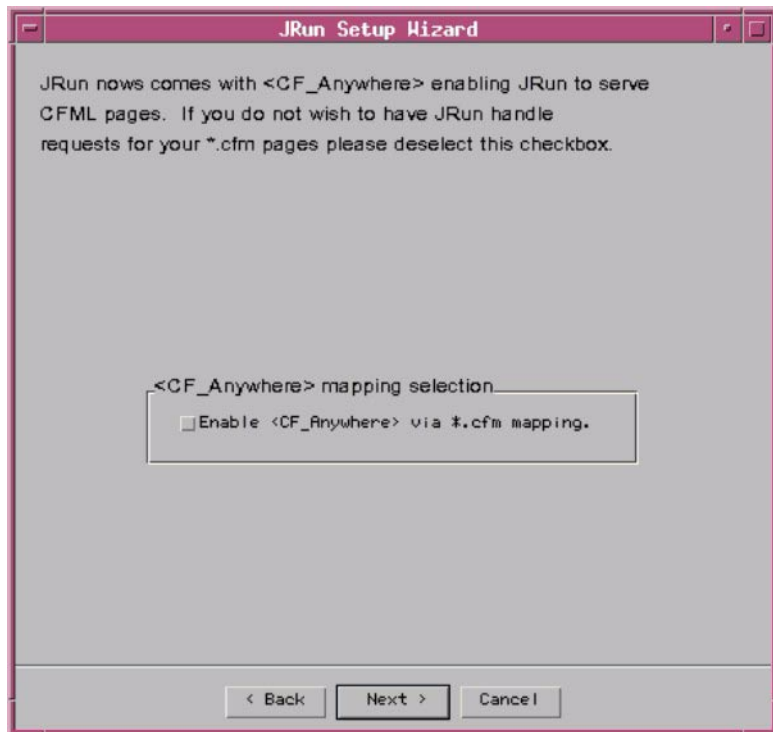 JRun Setup Wizard
JRun nows comes with <CF_Anywhere> enabling JRun to serve
CFML pages.  If you do not wish to have JRun handle
requests for your *.cfm pages please deselect this checkbox.
<CF_Anywhere> mapping selection
Enable <CF_Anywhere> via *.cfm mapping.
< Back
Next >
Cancel